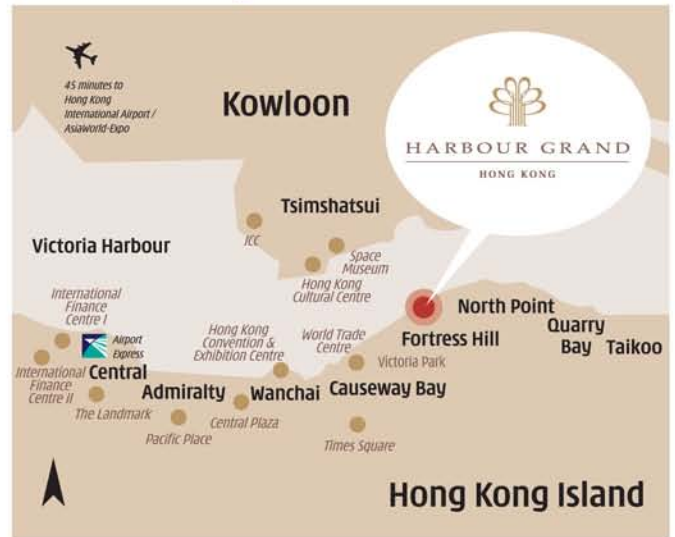 45 minutes to
Hong Kong
International Airport /
AsiaWorld-Expo
Kowloon
HARBOUR GRAND
HONG KONG
Tsimshatsui
ICC
Space
Museum
Hong Kong
Cultural Centre
Victoria Harbour
International
Finance
Centre I
Airport
Express
International
Finance
Centre II
Central
The Landmark
Admiralty
Pacific Place
Hong Kong
Convention &
Exhibition Centre
Wanchai
Central Plaza
World Trade
Centre
Victoria Park
Causeway Bay
Times Square
Fortress Hill
North Point
Quarry
Bay
Taikoo
Hong Kong Island